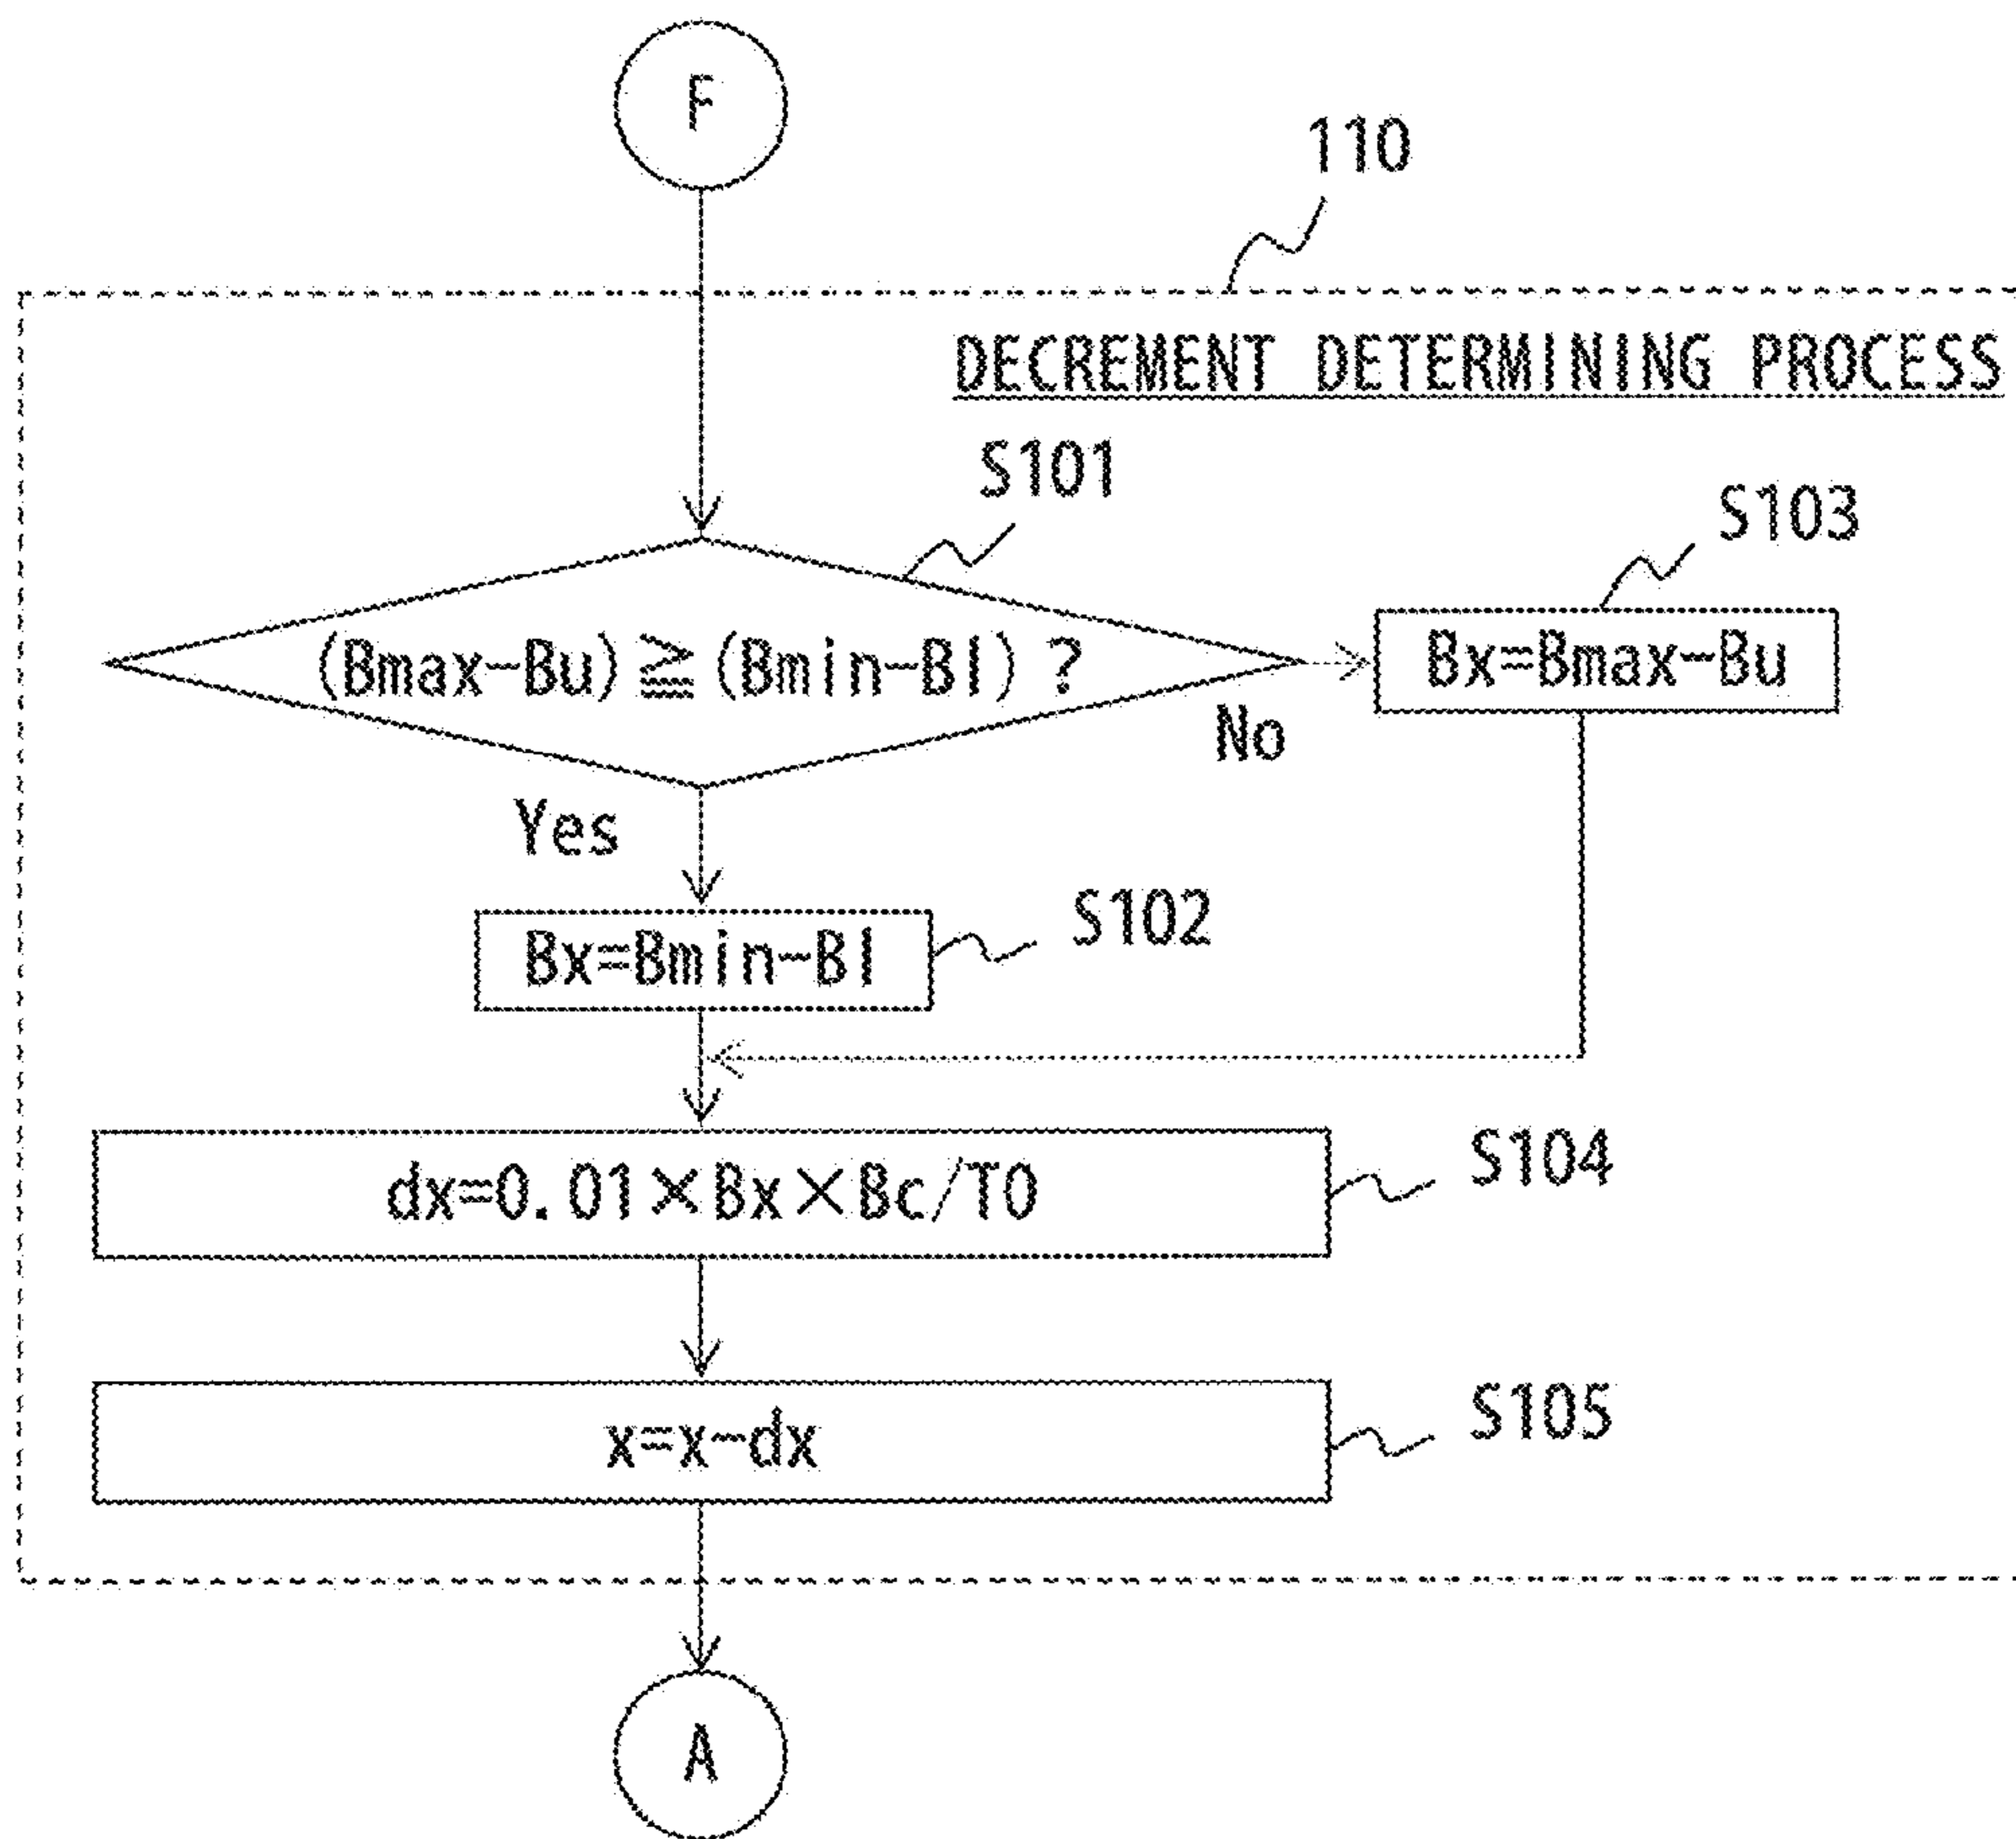 F
110
DECREMENT DETERMINING PROCESS
S101
S103
(Bmax-Bu)≧(Bmin-Bl)?
Bx=Bmax-Bu
No
Yes
S102
Bx=Bmin-Bl
S104
dx=0.01×Bx×Bc/T0
S105
x=x-dx
A